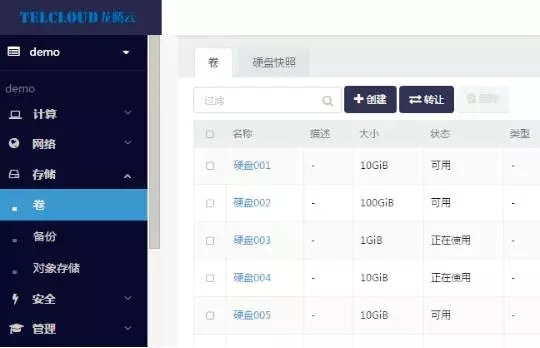 TELCLOUD 龙腾云
demo
demo
计算
网络
存储
卷
备份
对象存储
安全
管理
卷 硬盘快照
过滤 创建 转让 删除
名称 描述 大小 状态 类型
硬盘001 - 10GiB 可用 -
硬盘002 - 100GiB 可用 -
硬盘003 - 1GiB 正在使用 -
硬盘004 - 10GiB 正在使用 -
硬盘005 - 10GiB 可用 -